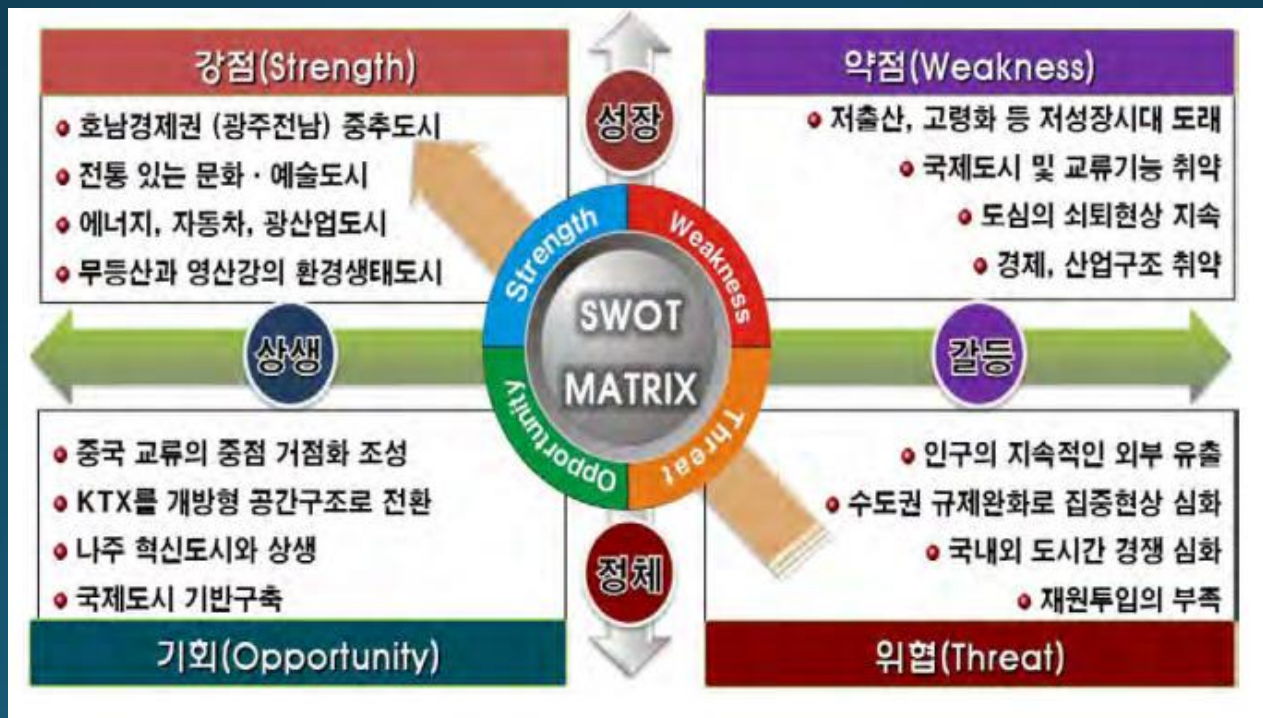 강점(Strength)
호남경제권 (광주전남) 중추도시
전통 있는 문화 · 예술도시
에너지, 자동차, 광산업도시
무등산과 영산강의 환경생태도시
성장
약점(Weakness)
저출산, 고령화 등 저성장시대 도래
국제도시 및 교류기능 취약
도심의 쇠퇴현상 지속
경제, 산업구조 취약
상생
Strength
Weakness
SWOT
MATRIX
Opportunity
Threat
갈등
중국 교류의 중점 거점화 조성
KTX를 개방형 공간구조로 전환
나주 혁신도시와 상생
국제도시 기반구축
기회(Opportunity)
정체
인구의 지속적인 외부 유출
수도권 규제완화로 집중현상 심화
국내외 도시간 경쟁 심화
재원투입의 부족
위협(Threat)